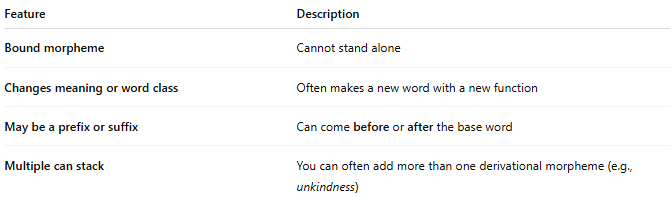 Feature Description
Bound morpheme Cannot stand alone
Changes meaning or word class Often makes a new word with a new function
May be a prefix or suffix Can come before or after the base word
Multiple can stack You can often add more than one derivational morpheme (e.g.,
unkindness)